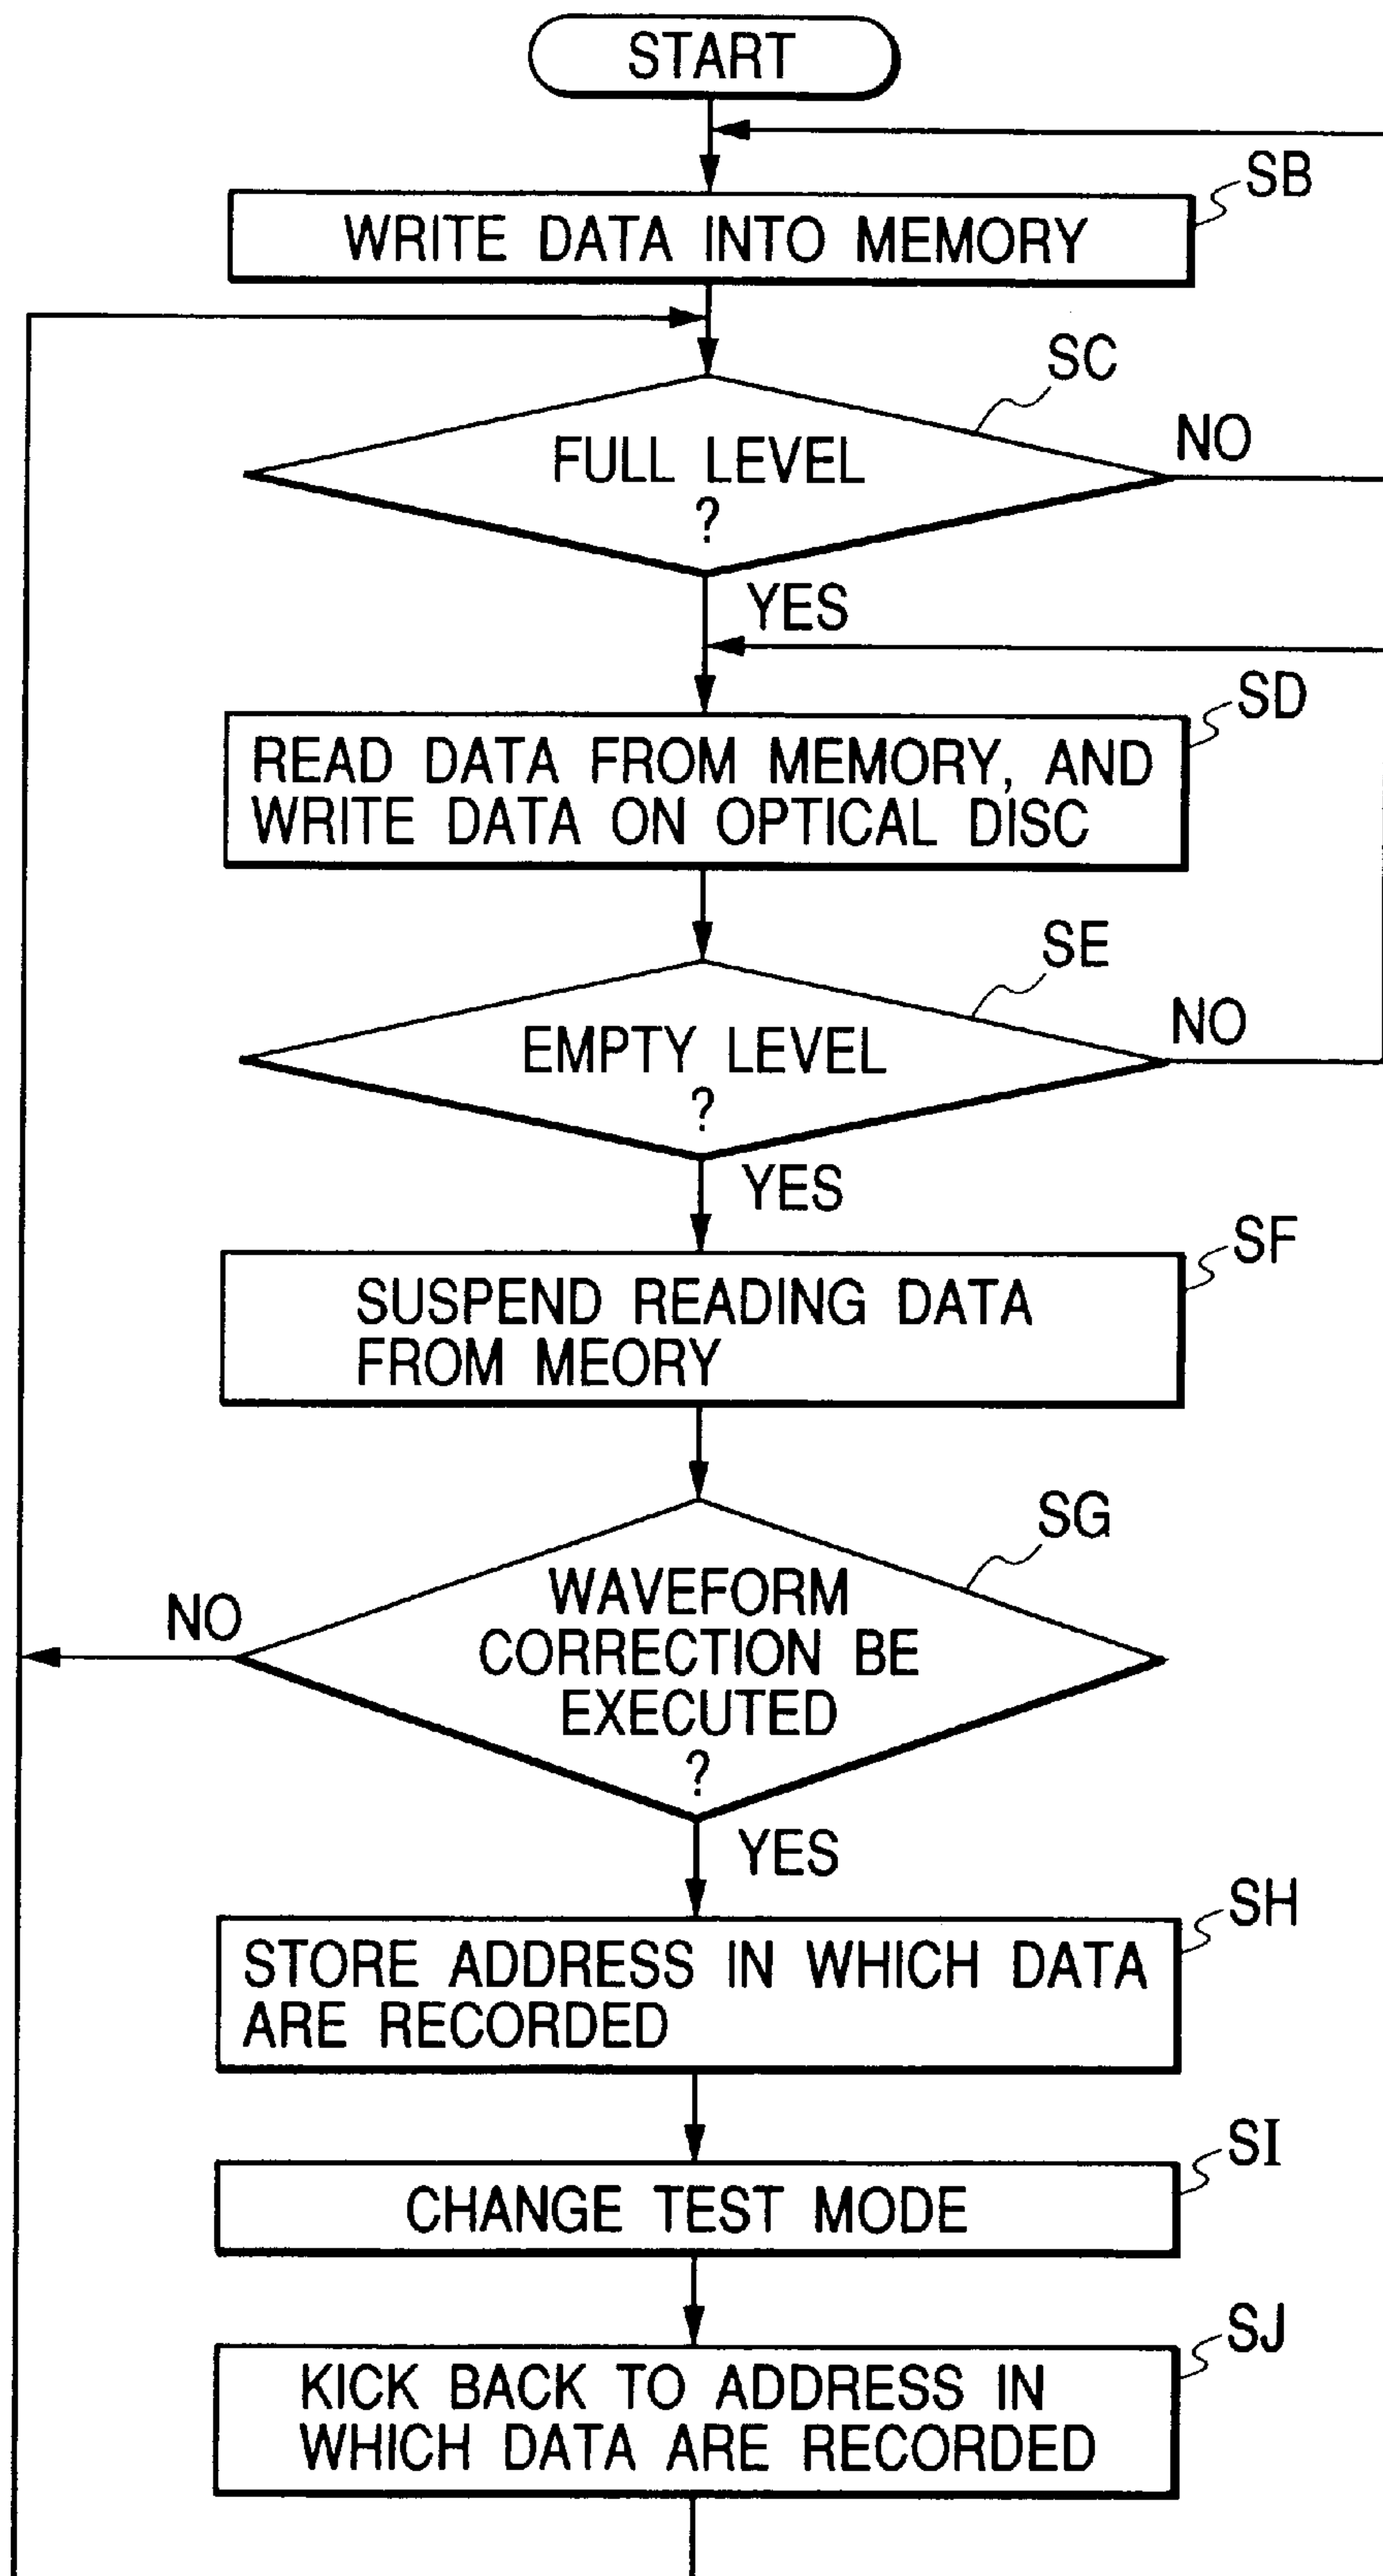 START
SB
WRITE DATA INTO MEMORY
SC
FULL LEVEL
?
NO
YES
SD
READ DATA FROM MEMORY, AND
WRITE DATA ON OPTICAL DISC
SE
EMPTY LEVEL
?
NO
YES
SF
SUSPEND READING DATA
FROM MEORY
SG
WAVEFORM
CORRECTION BE
EXECUTED
?
NO
YES
SH
STORE ADDRESS IN WHICH DATA
ARE RECORDED
SI
CHANGE TEST MODE
SJ
KICK BACK TO ADDRESS IN
WHICH DATA ARE RECORDED